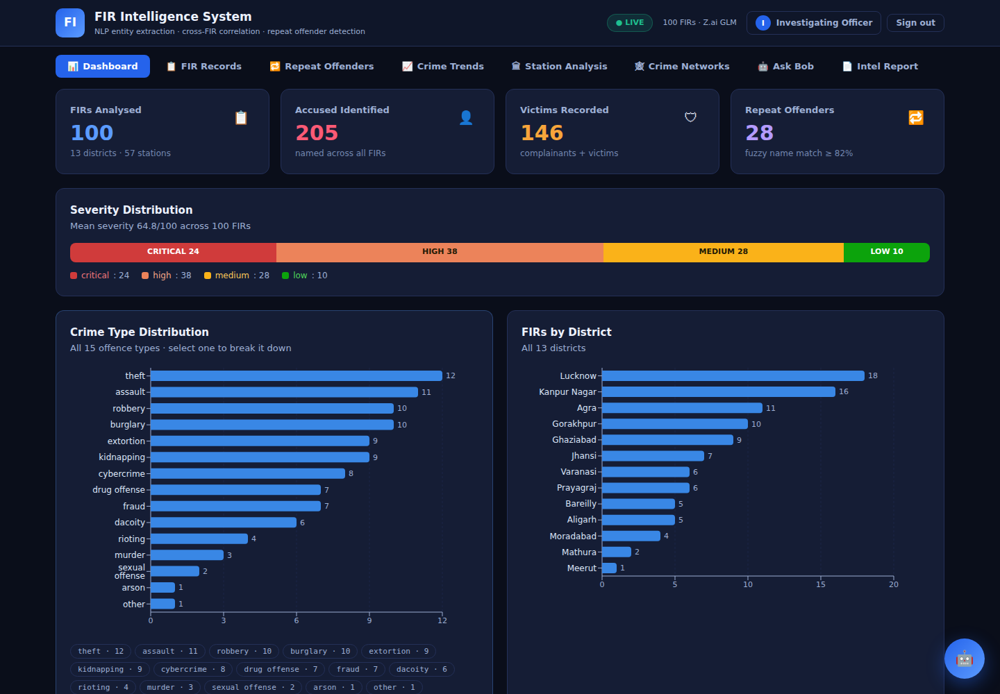 FI
FIR Intelligence System
NLP entity extraction · cross-FIR correlation · repeat offender detection
● LIVE
100 FIRs · Z.ai GLM
I Investigating Officer
Sign out
Dashboard
FIR Records
Repeat Offenders
Crime Trends
Station Analysis
Crime Networks
Ask Bob
Intel Report
FIRs Analysed
100
13 districts · 57 stations
Accused Identified
205
named across all FIRs
Victims Recorded
146
complainants + victims
Repeat Offenders
28
fuzzy name match ≥ 82%
Severity Distribution
Mean severity 64.8/100 across 100 FIRs
CRITICAL 24
HIGH 38
MEDIUM 28
LOW 10
critical : 24
high : 38
medium : 28
low : 10
Crime Type Distribution
All 15 offence types · select one to break it down
theft 12
assault 11
robbery 10
burglary 10
extortion 9
kidnapping 9
cybercrime 8
drug offense 7
fraud 7
dacoity 6
rioting 4
murder 3
sexual
offense 2
arson 1
other 1
0 3 6 9 12
theft · 12
assault · 11
robbery · 10
burglary · 10
extortion · 9
kidnapping · 9
cybercrime · 8
drug offense · 7
fraud · 7
dacoity · 6
rioting · 4
murder · 3
sexual offense · 2
arson · 1
other · 1
FIRs by District
All 13 districts
Lucknow 18
Kanpur Nagar 16
Agra 11
Gorakhpur 10
Ghaziabad 9
Jhansi 7
Varanasi 6
Prayagraj 6
Bareilly 5
Aligarh 5
Moradabad 4
Mathura 2
Meerut 1
0 5 10 15 20